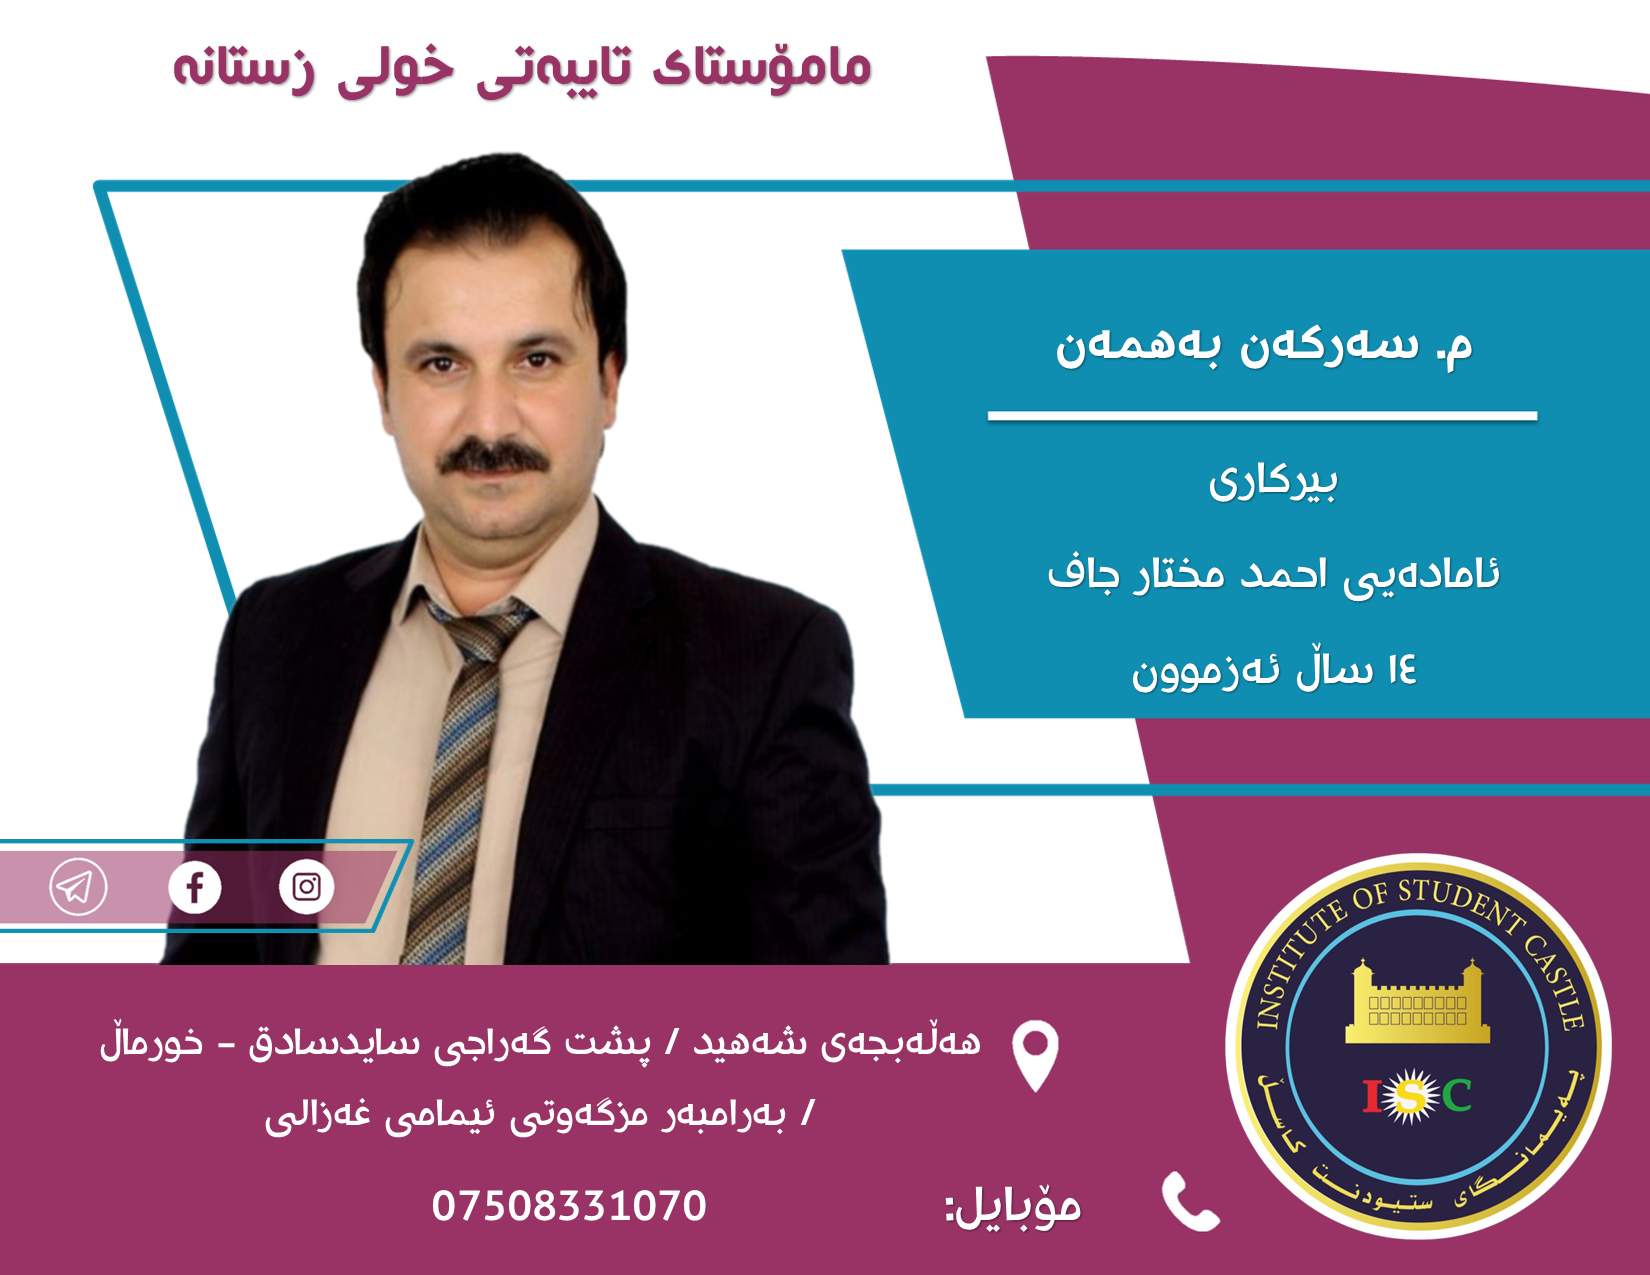 مامۆستای تایبەتی خولی زستانە
م. سەرکەن بەهمەن
بیرکاری
ئامادەیی احمد مختار جاف
١٤ ساڵ ئەزموون
هەڵەبجەی شەهید / پشت گەراجی سایدسادق - خورماڵ
/ بەرامبەر مزگەوتی ئیمامی غەزالی
مۆبایل: 07508331070
INSTITUTE OF STUDENT CASTLE
ISC
پەیمانگای ستیودنت کاسڵ